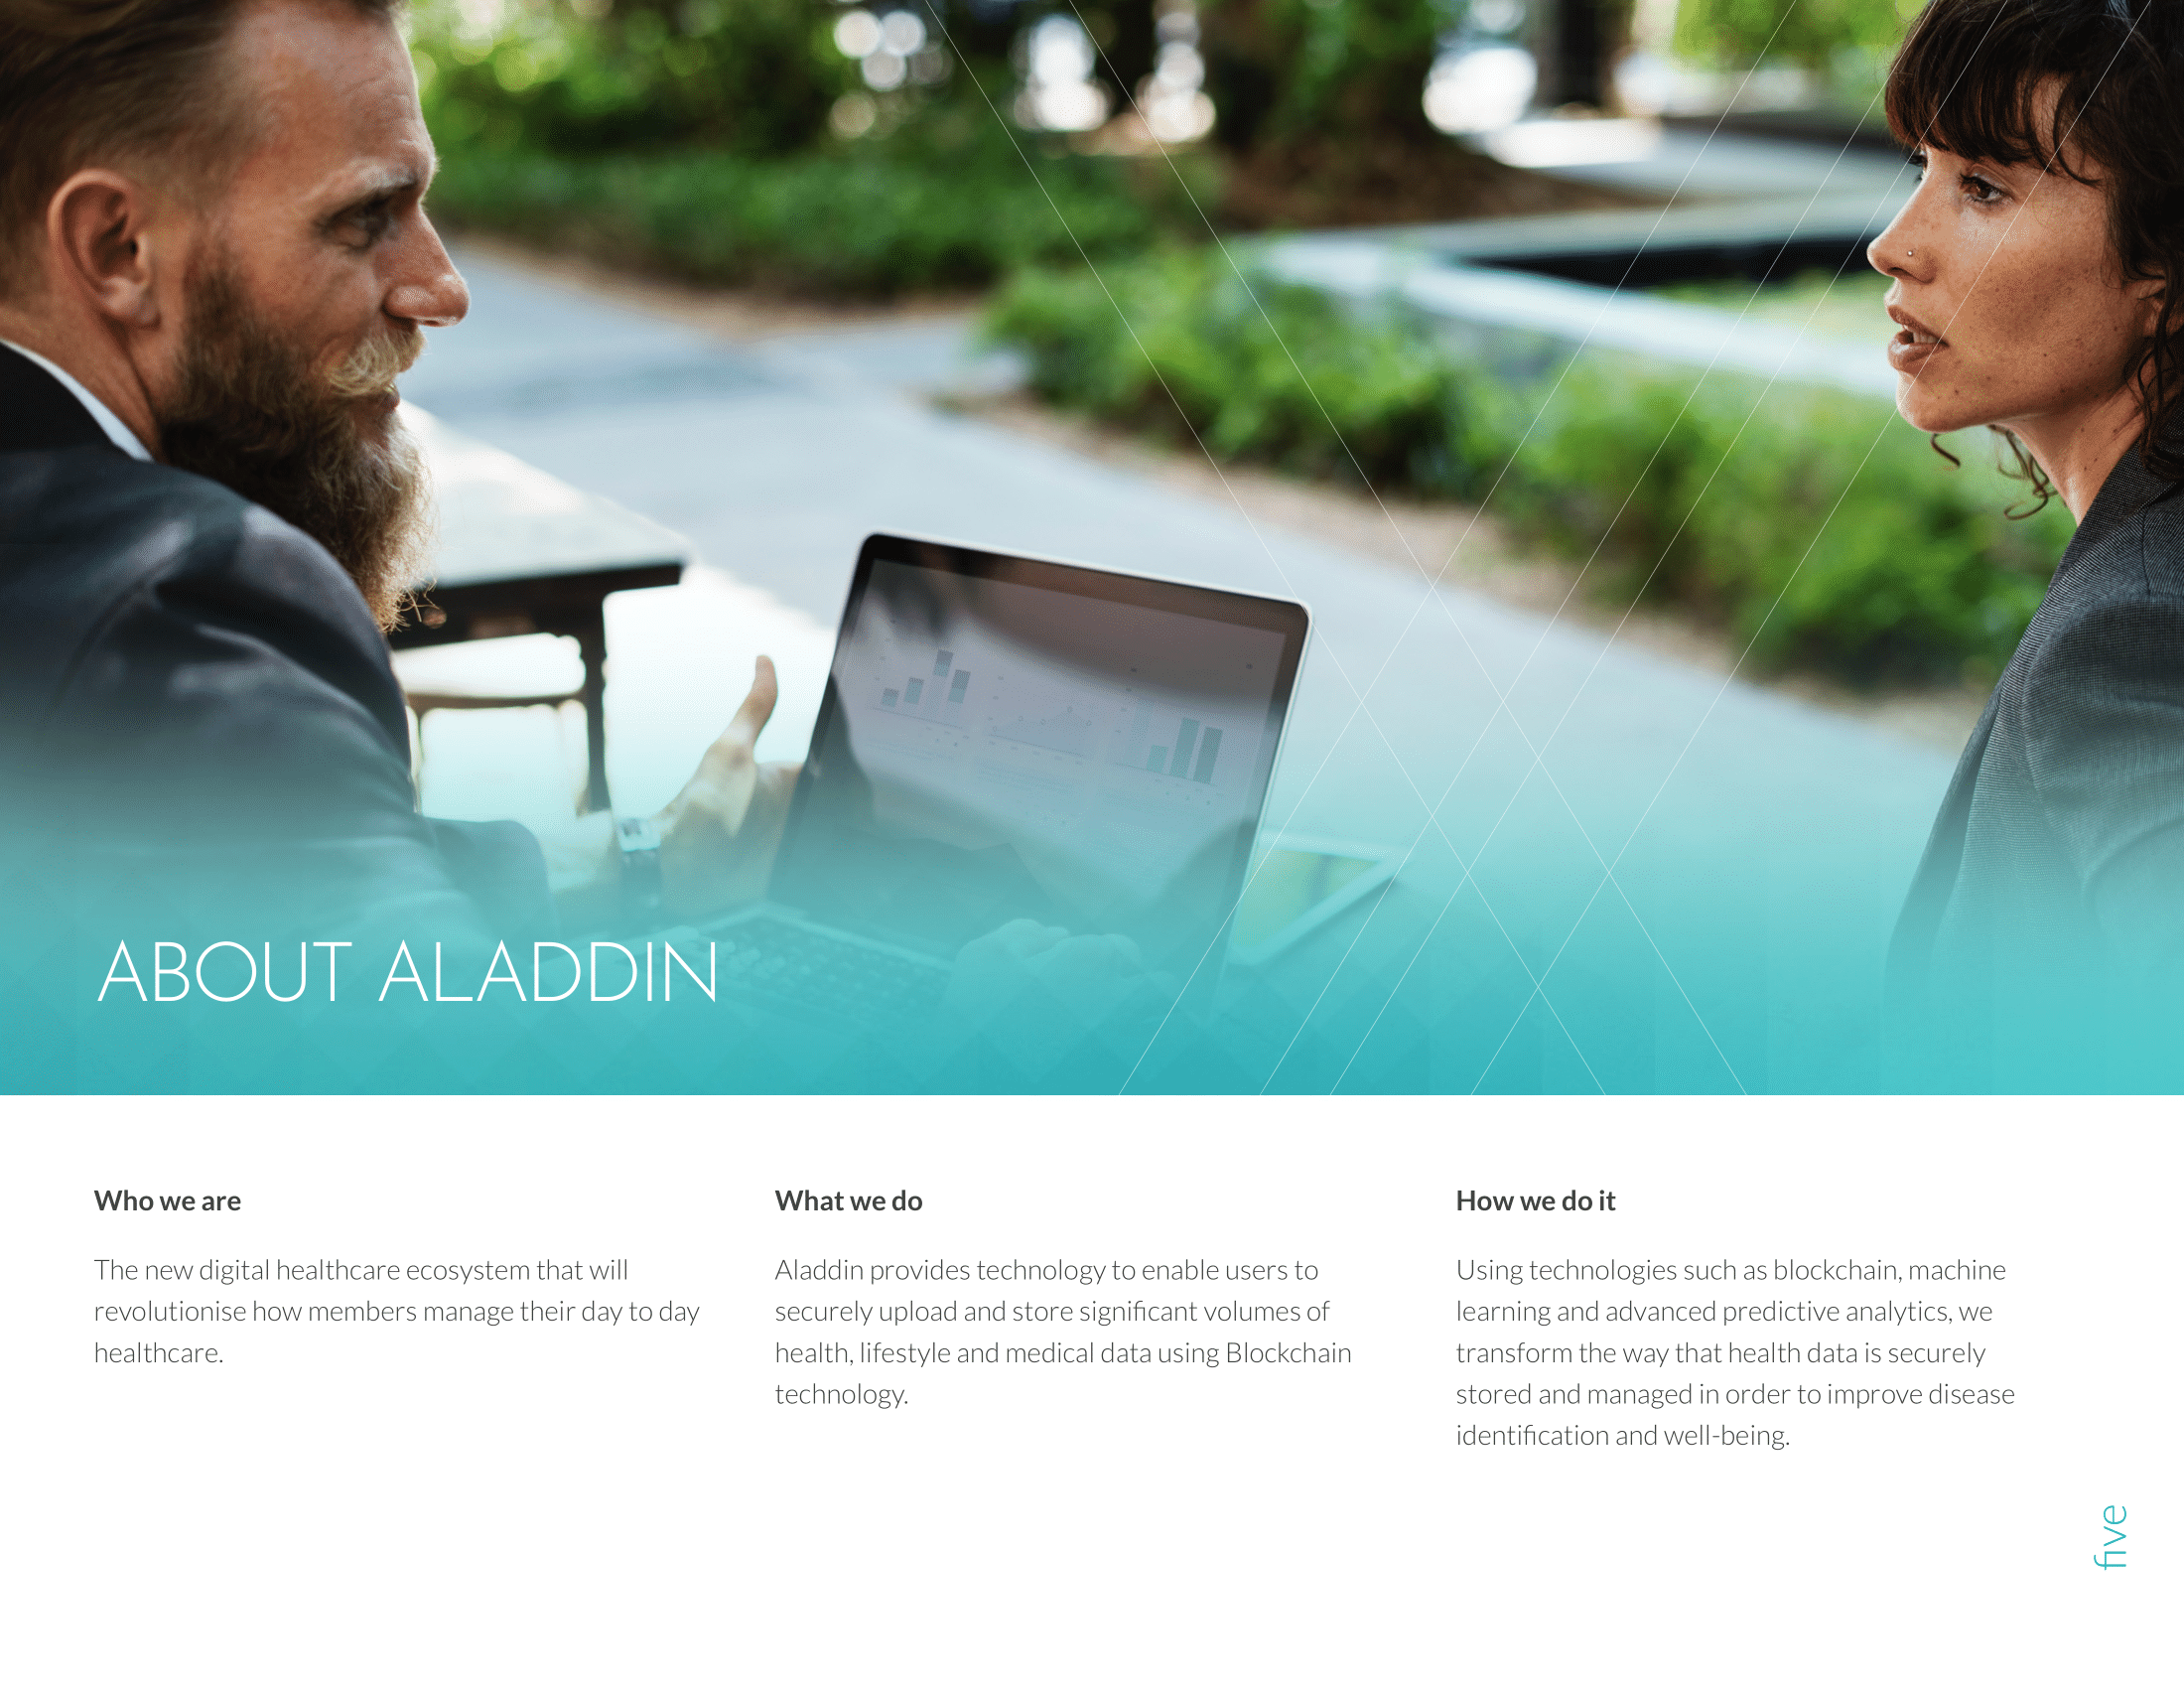 ABOUT ALADDIN
Who we are
The new digital healthcare ecosystem that will
revolutionise how members manage their day to day
healthcare.
What we do
Aladdin provides technology to enable users to
securely upload and store significant volumes of
health, lifestyle and medical data using Blockchain
technology.
How we do it
Using technologies such as blockchain, machine
learning and advanced predictive analytics, we
transform the way that health data is securely
stored and managed in order to improve disease
identification and well-being.
five